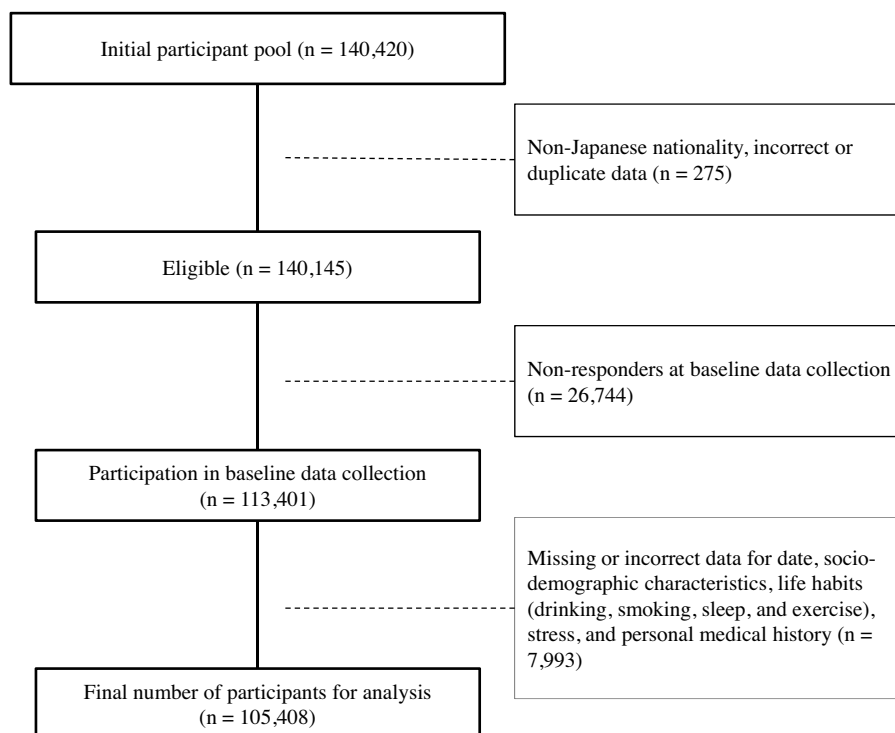 Initial participant pool (n = 140,420)
Non-Japanese nationality, incorrect or
duplicate data (n = 275)
Eligible (n = 140,145)
Non-responders at baseline data collection
(n = 26,744)
Participation in baseline data collection
(n = 113,401)
Missing or incorrect data for date, socio-
demographic characteristics, life habits
(drinking, smoking, sleep, and exercise),
stress, and personal medical history (n =
7,993)
Final number of participants for analysis
(n = 105,408)